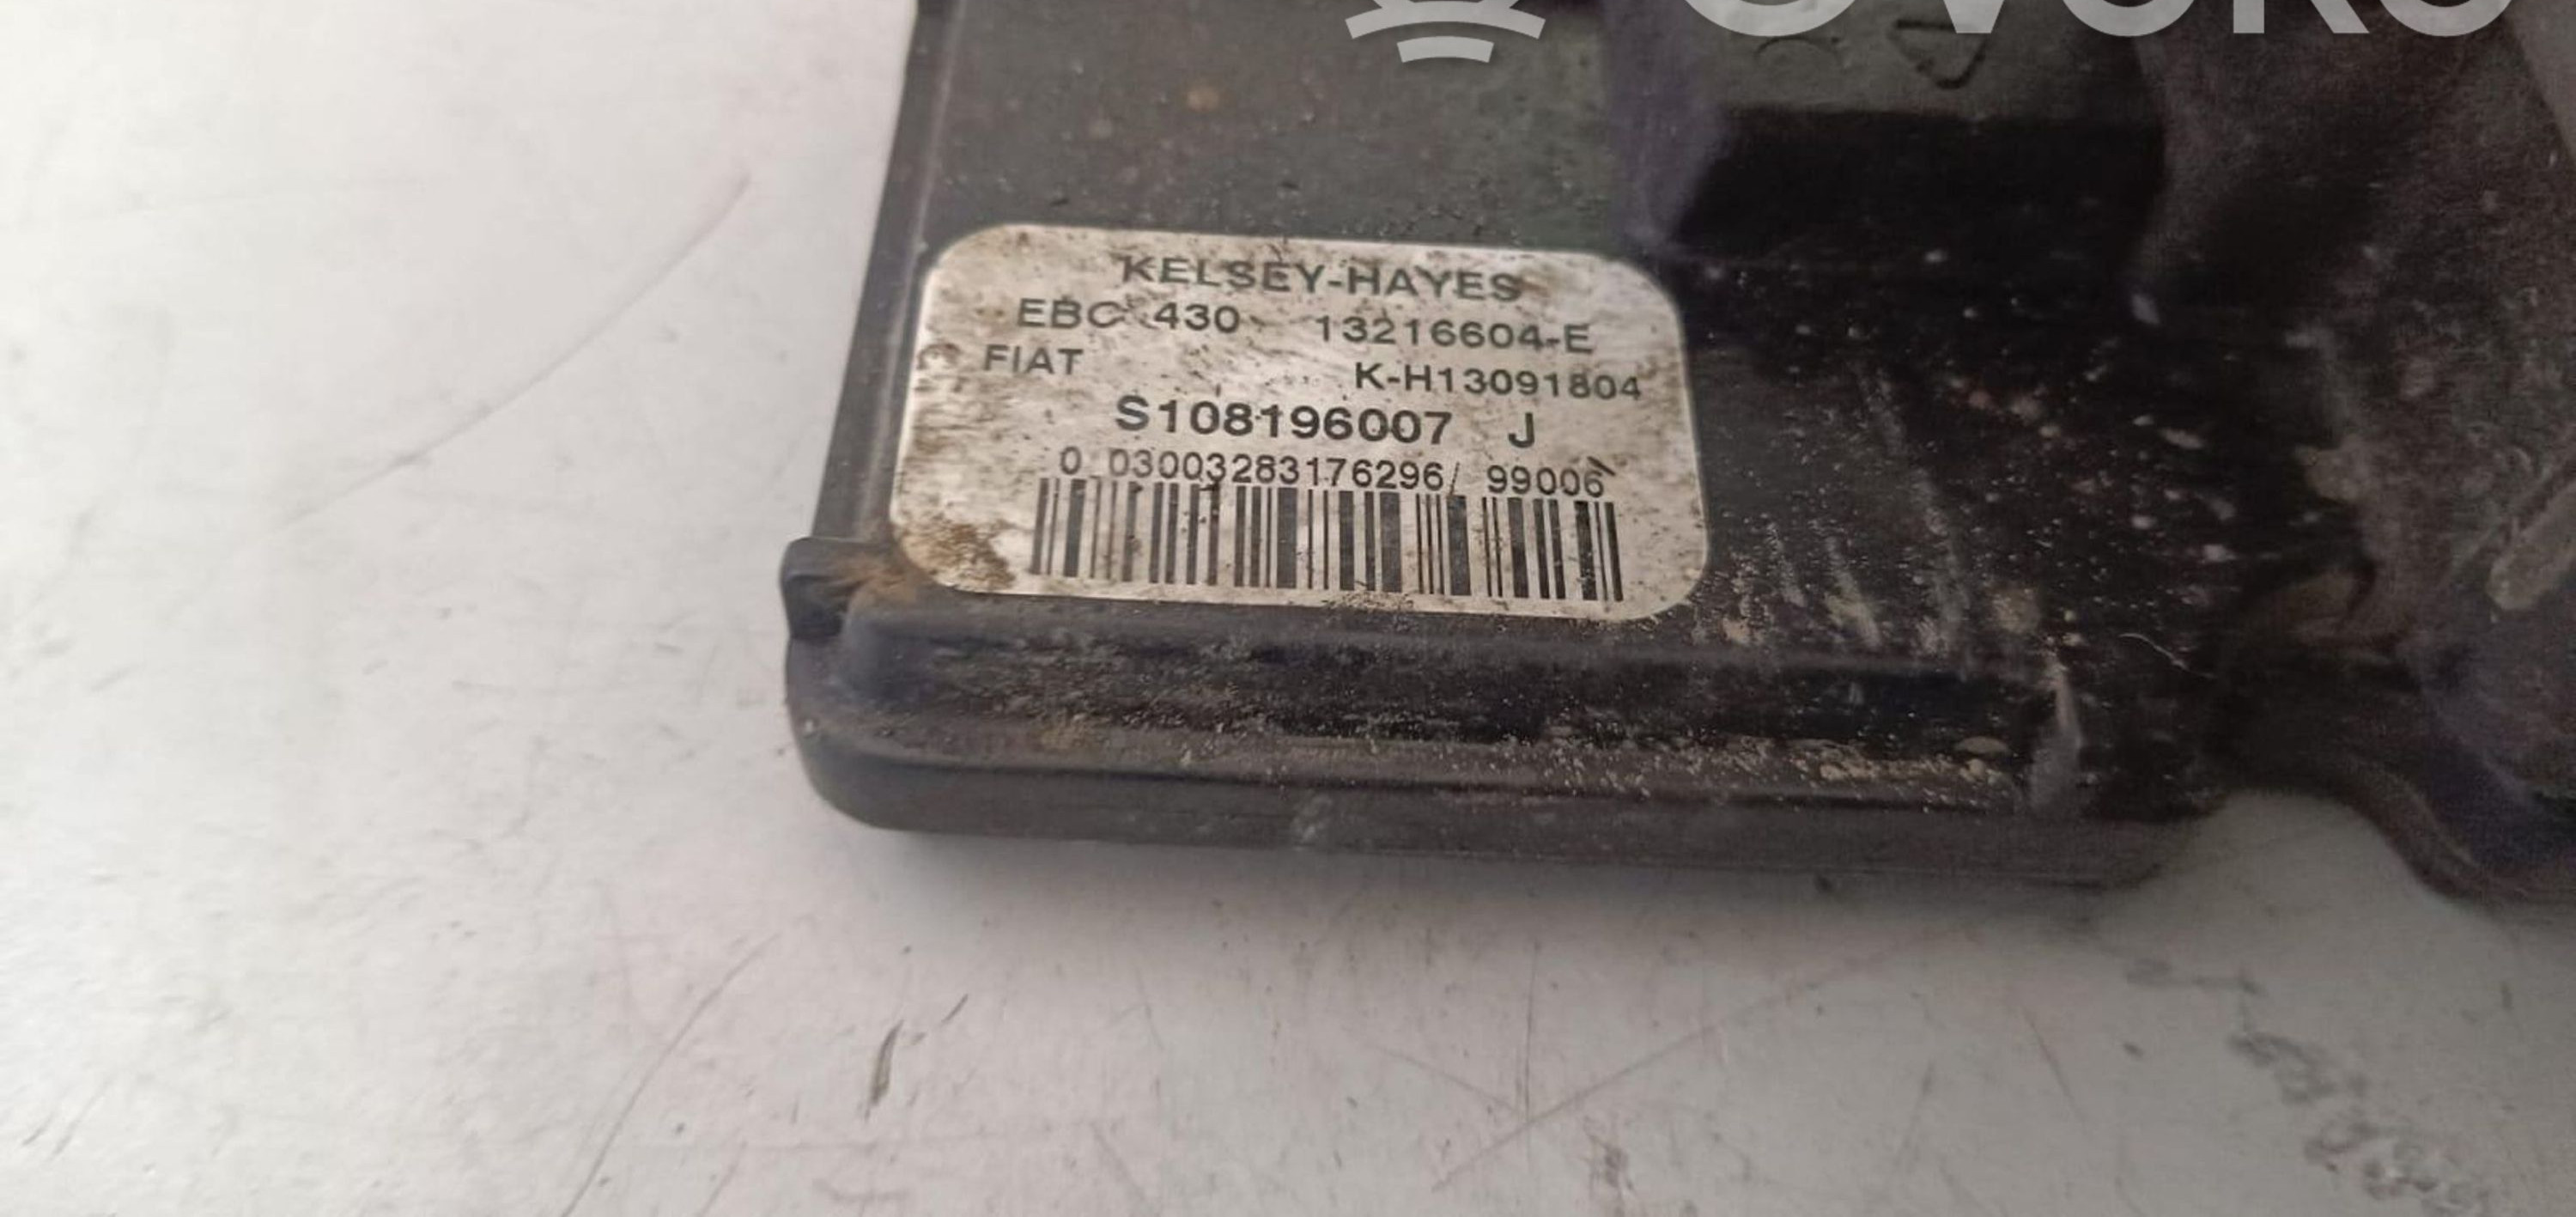 KELSEY-HAYES
EBC 430 13216604-E
FIAT K-H13091804
S108196007 J
0 03003283176296/ 99006